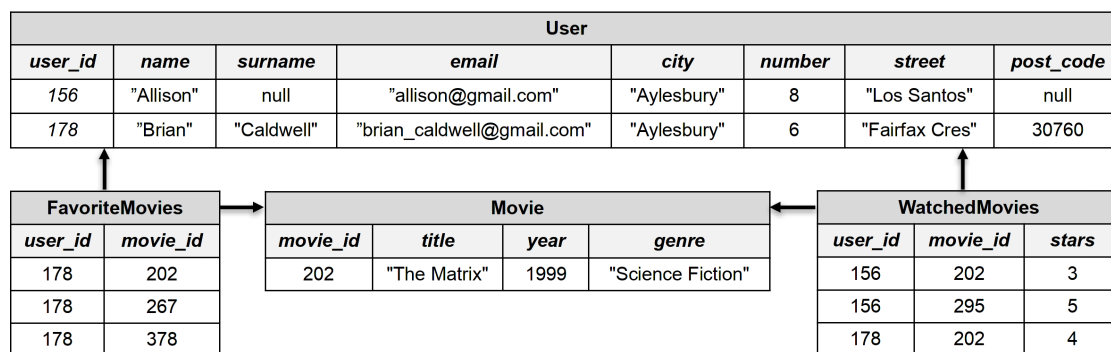 User
user_id name surname email city number street post_code
156 ”Allison" null ”allison@gmail.com" "Aylesbury" 8 "Los Santos" null
178 ”Brian" "Caldwell" ”brian_caldwell@gmail.com" "Aylesbury" 6 "Fairfax Cres" 30760
FavoriteMovies
user_id movie_id
178 202
178 267
178 378
Movie
movie_id title year genre
202 "The Matrix" 1999 "Science Fiction"
WatchedMovies
user_id movie_id stars
156 202 3
156 295 5
178 202 4